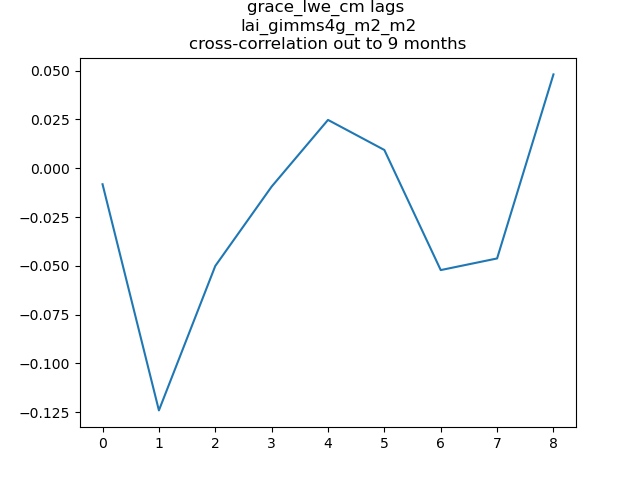 grace_lwe_cm lags
lai_gimms4g_m2_m2
cross-correlation out to 9 months
0.050
0.025
0.000
−0.025
−0.050
−0.075
−0.100
−0.125
0 1 2 3 4 5 6 7 8